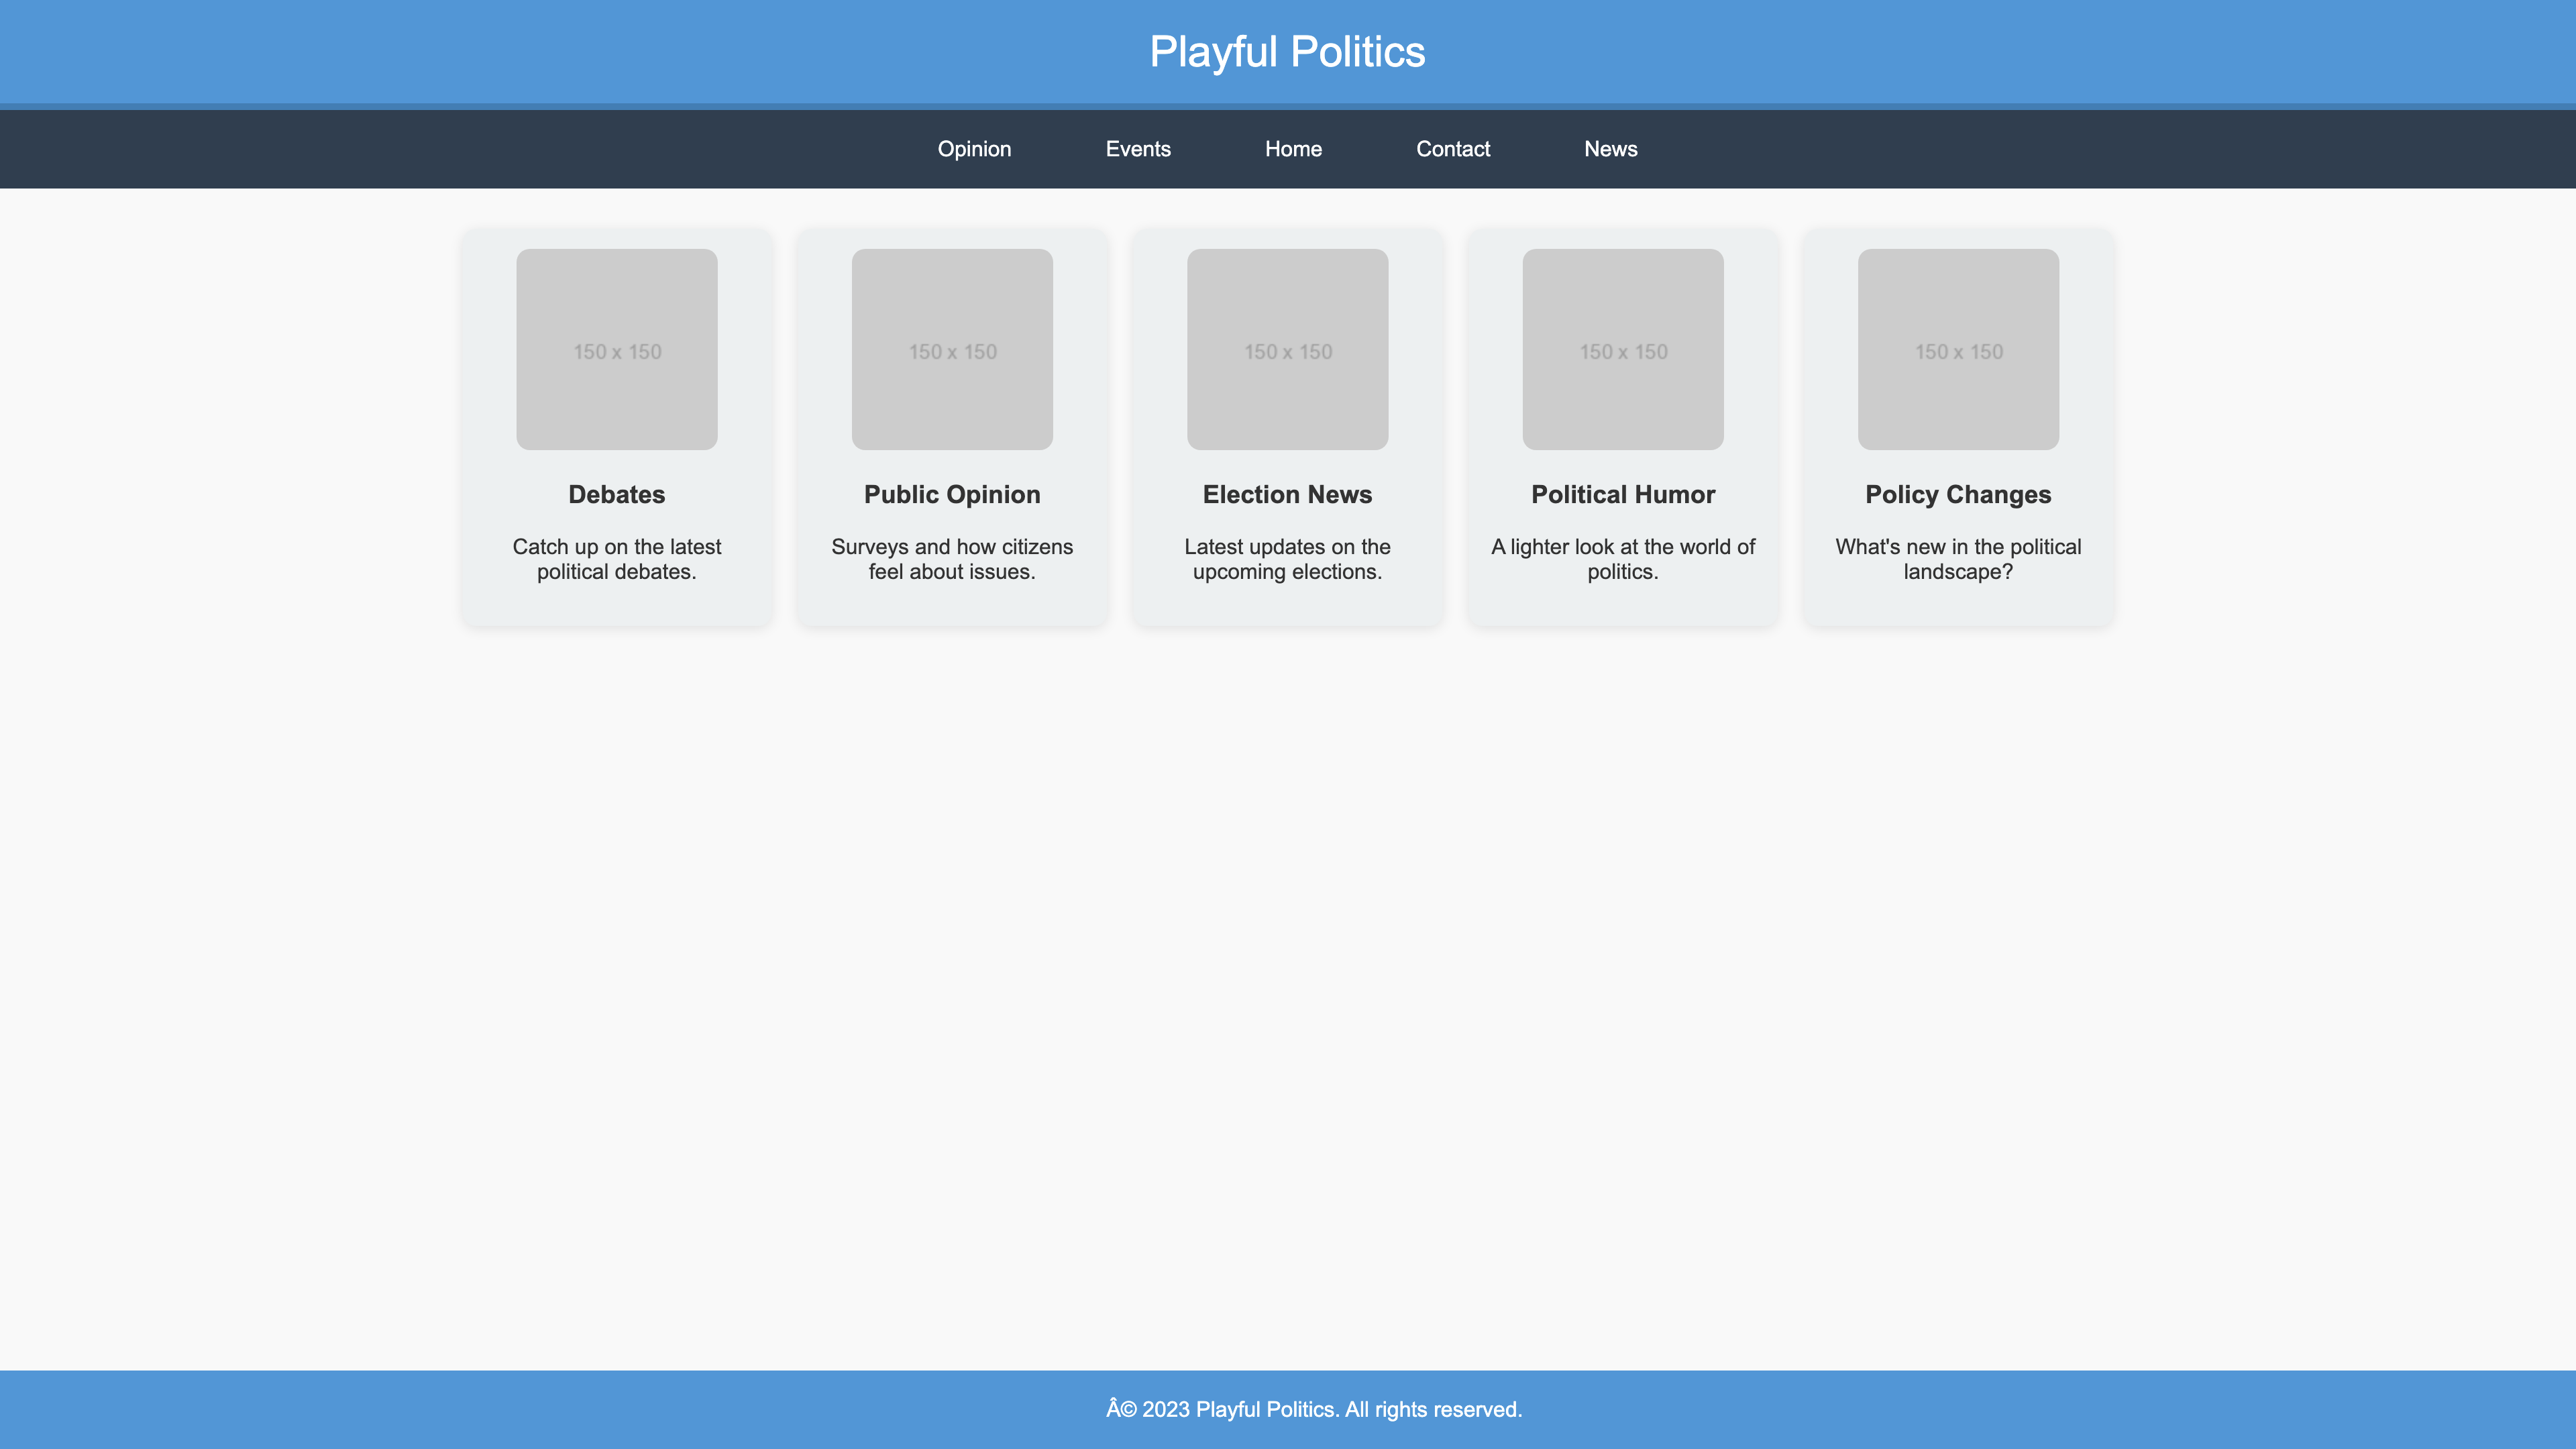 Playful Politics
Opinion
Events
Home
Contact
News
150 x 150
Debates
Catch up on the latest
political debates.
150 x 150
Public Opinion
Surveys and how citizens
feel about issues.
150 x 150
Election News
Latest updates on the
upcoming elections.
150 x 150
Political Humor
A lighter look at the world of
politics.
150 x 150
Policy Changes
What's new in the political
landscape?
Â© 2023 Playful Politics. All rights reserved.